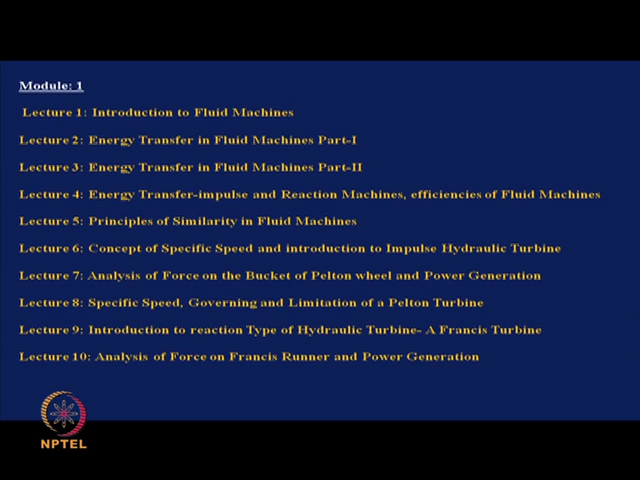 Module: 1
Lecture 1: Introduction to Fluid Machines
Lecture 2: Energy Transfer in Fluid Machines Part-I
Lecture 3: Energy Transfer in Fluid Machines Part-II
Lecture 4: Energy Transfer-impulse and Reaction Machines, efficiencies of Fluid Machines
Lecture 5: Principles of Similarity in Fluid Machines
Lecture 6: Concept of Specific Speed and introduction to Impulse Hydraulic Turbine
Lecture 7: Analysis of Force on the Bucket of Pelton wheel and Power Generation
Lecture 8: Specific Speed, Governing and Limitation of a Pelton Turbine
Lecture 9: Introduction to reaction Type of Hydraulic Turbine- A Francis Turbine
Lecture 10: Analysis of Force on Francis Runner and Power Generation
NPTEL